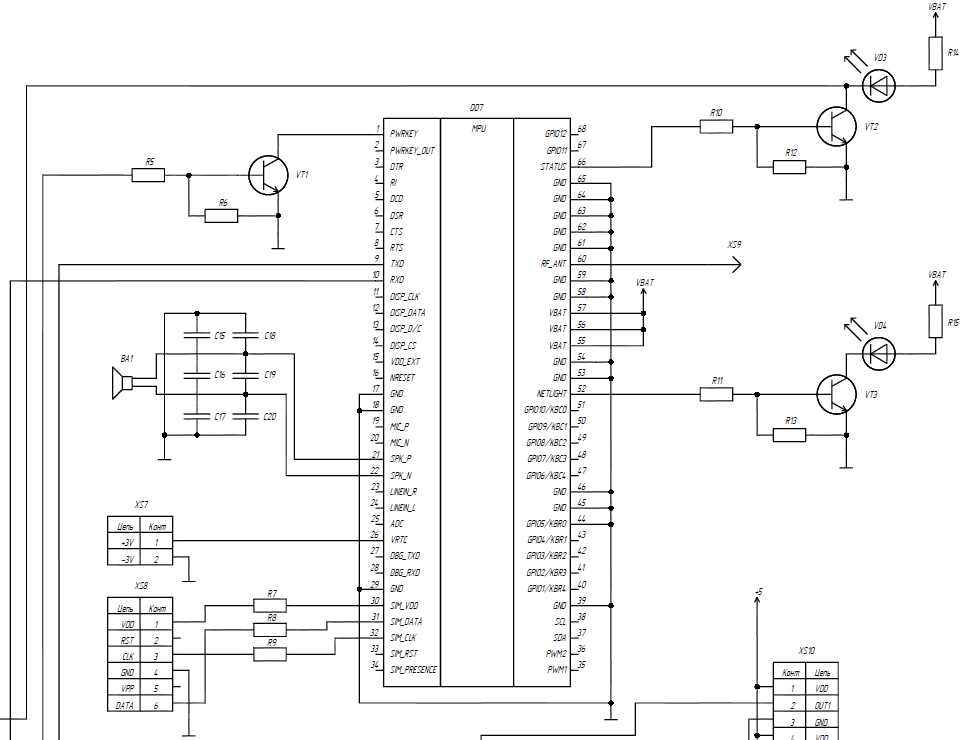 VBAT
R14
VD3
DD7
R10
VT2
1 PWRKEY MPU GPIO12 68
2 PWRKEY_OUT GPIO11 67
3 DTR STATUS 66
4 RI GND 65
5 DCD GND 64
6 DSR GND 63
7 CTS GND 62
8 RTS GND 61
9 TXD RF_ANT 60
10 RXD GND 59
11 DISP_CLK GND 58
12 DISP_DATA VBAT 57
13 DISP_D/C VBAT 56
14 DISP_CS VBAT 55
15 VDD_EXT GND 54
16 NRESET GND 53
17 GND NETLIGHT 52
18 GND GPIO10/KBC0 51
19 MIC_P GPIO9/KBC1 50
20 MIC_N GPIO8/KBC2 49
21 SPK_P GPIO7/KBC3 48
22 SPK_N GPIO6/KBC4 47
23 LINEIN_R GND 46
24 LINEIN_L GND 45
25 ADC GPIO5/KBR0 44
26 VRTC GPIO4/KBR1 43
27 DBG_TXD GPIO3/KBR2 42
28 DBG_RXD GPIO2/KBR3 41
29 GND GPIO1/KBR4 40
30 SIM_VDD GND 39
31 SIM_DATA SCL 38
32 SIM_CLK SDA 37
33 SIM_RST PWM2 36
34 SIM_PRESENCE PWM1 35
R5
VT1
R6
R12
XS9
VBAT
VBAT
R15
VD4
R11
VT3
R13
BA1
C15 C18
C16 C19
C17 C20
XS7
Цепь Конт
+3V 1
-3V 2
XS8
Цепь Конт
VDD 1
RST 2
CLK 3
GND 4
VPP 5
DATA 6
R7
R8
R9
+5
XS10
Конт Цепь
1 VDD
2 OUT1
3 GND
4 VDD